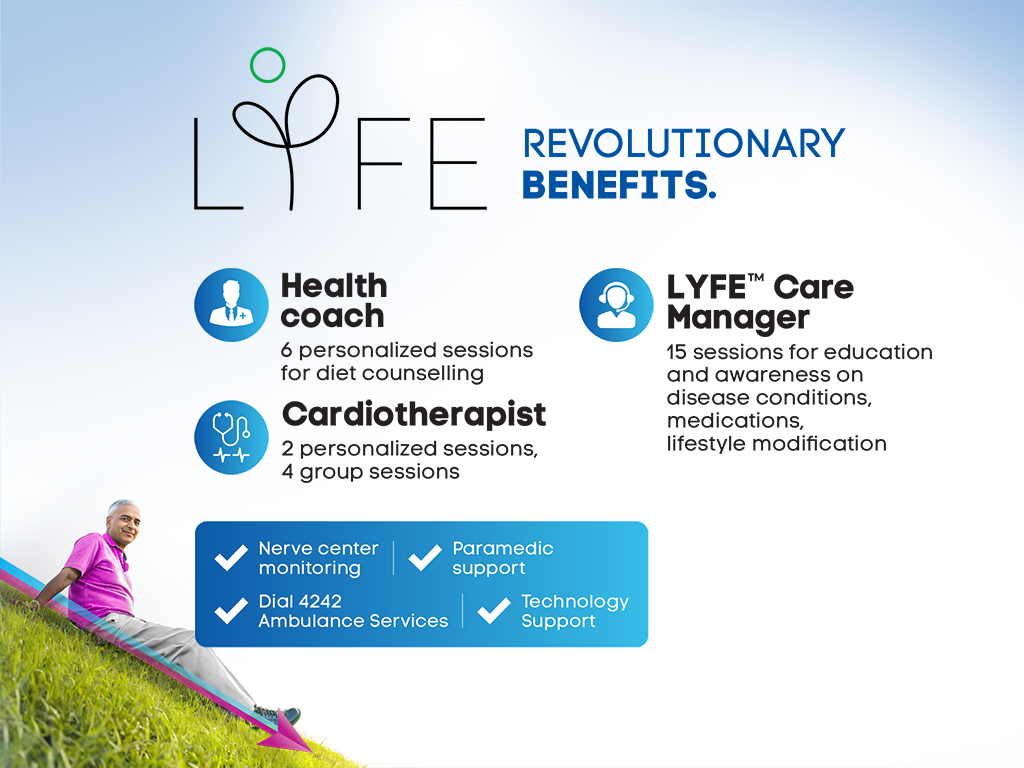 LYFE
REVOLUTIONARY
BENEFITS.
Health
coach
6 personalized sessions
for diet counselling
Cardiotherapist
2 personalized sessions,
4 group sessions
LYFE™ Care
Manager
15 sessions for education
and awareness on
disease conditions,
medications,
lifestyle modification
Nerve center
monitoring
Paramedic
support
Dial 4242
Ambulance Services
Technology
Support